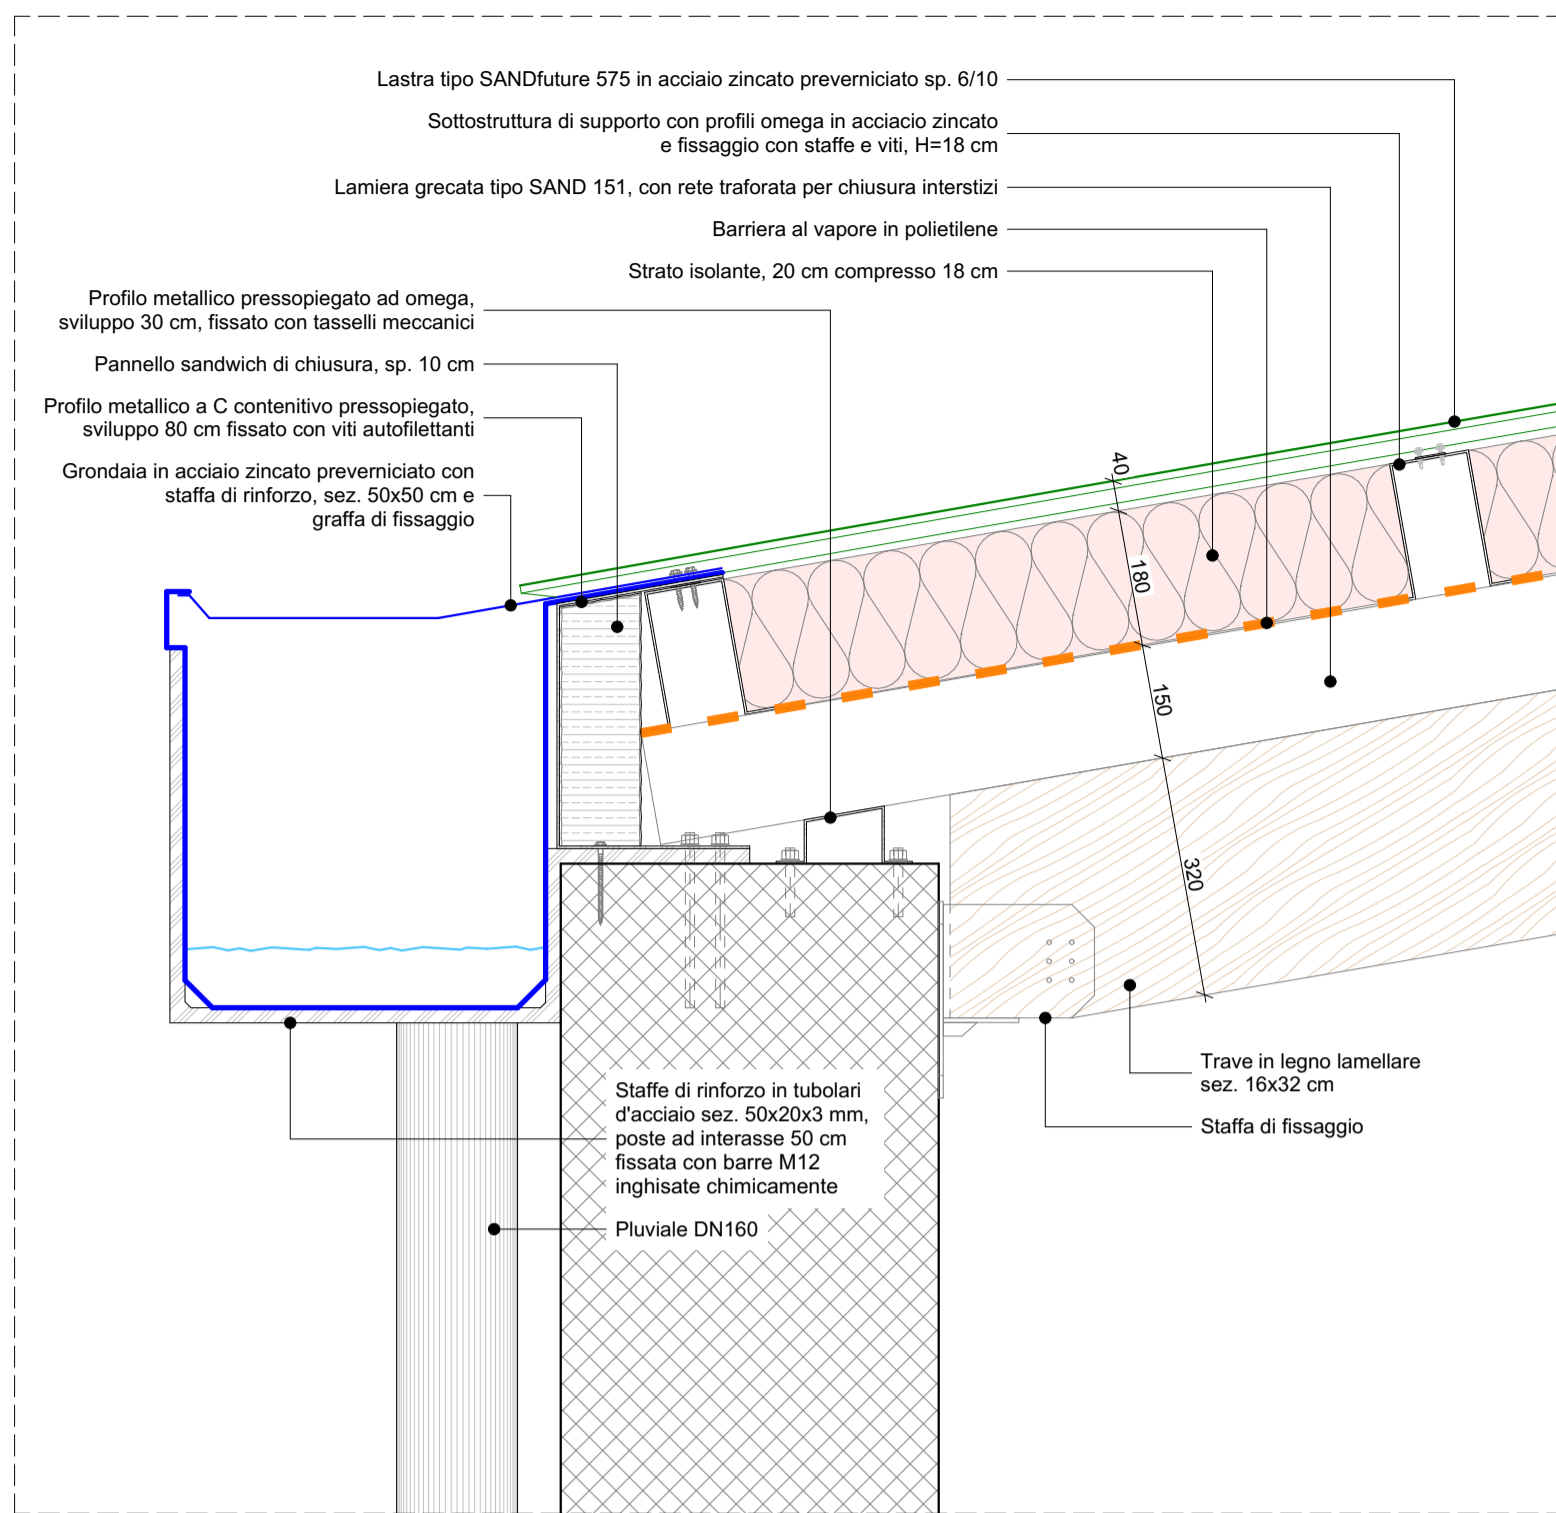 Lastra tipo SANDfuture 575 in acciaio zincato preverniciato sp. 6/10
Sottostruttura di supporto con profili omega in acciacio zincato
e fissaggio con staffe e viti, H=18 cm
Lamiera grecata tipo SAND 151, con rete traforata per chiusura interstizi
Barriera al vapore in polietilene
Strato isolante, 20 cm compresso 18 cm
Profilo metallico pressopiegato ad omega,
sviluppo 30 cm, fissato con tasselli meccanici
Pannello sandwich di chiusura, sp. 10 cm
Profilo metallico a C contenitivo pressopiegato,
sviluppo 80 cm fissato con viti autofilettanti
Grondaia in acciaio zincato preverniciato con
staffa di rinforzo, sez. 50x50 cm e
graffa di fissaggio
40
180
150
320
Trave in legno lamellare
sez. 16x32 cm
Staffa di fissaggio
Staffe di rinforzo in tubolari
d'acciaio sez. 50x20x3 mm,
poste ad interasse 50 cm
fissata con barre M12
inghisate chimicamente
Pluviale DN160